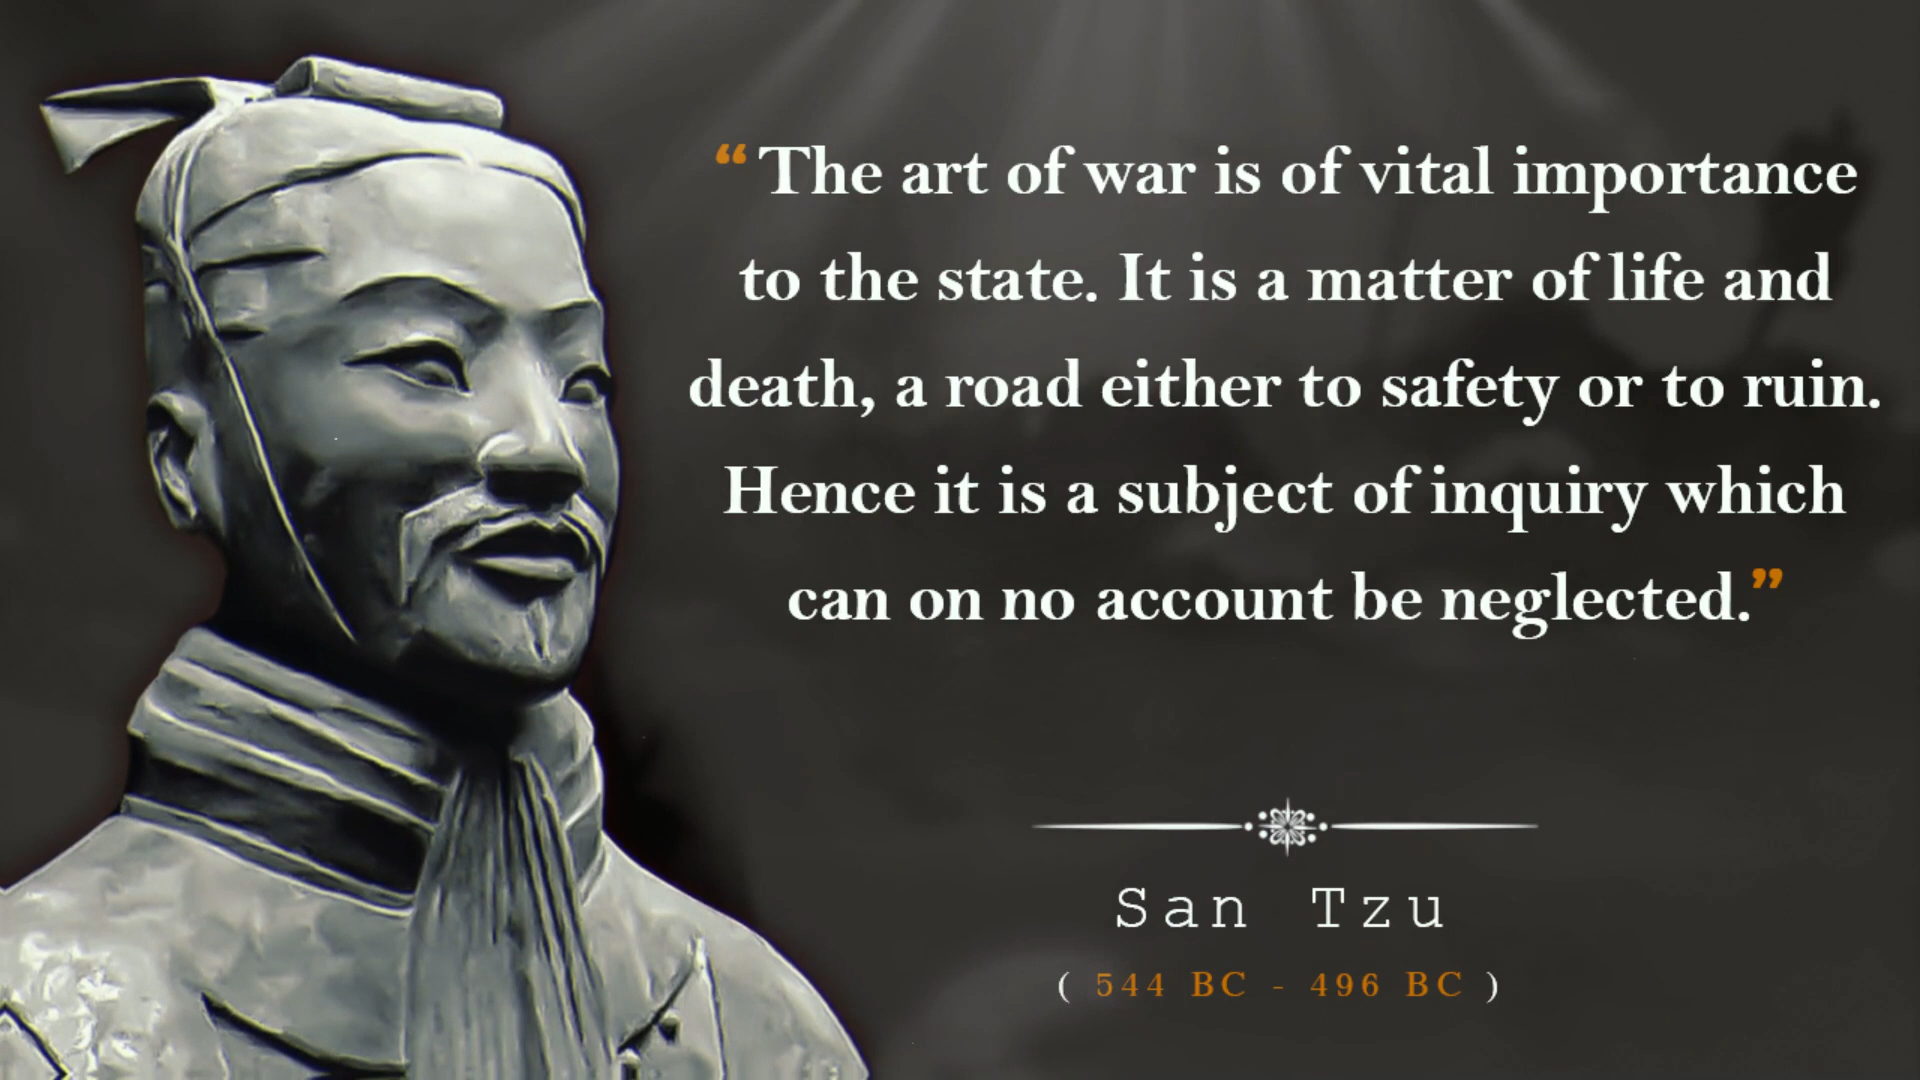 “The art of war is of vital importance
to the state. It is a matter of life and
death, a road either to safety or to ruin.
Hence it is a subject of inquiry which
can on no account be neglected.”
San Tzu
( 544 BC - 496 BC )